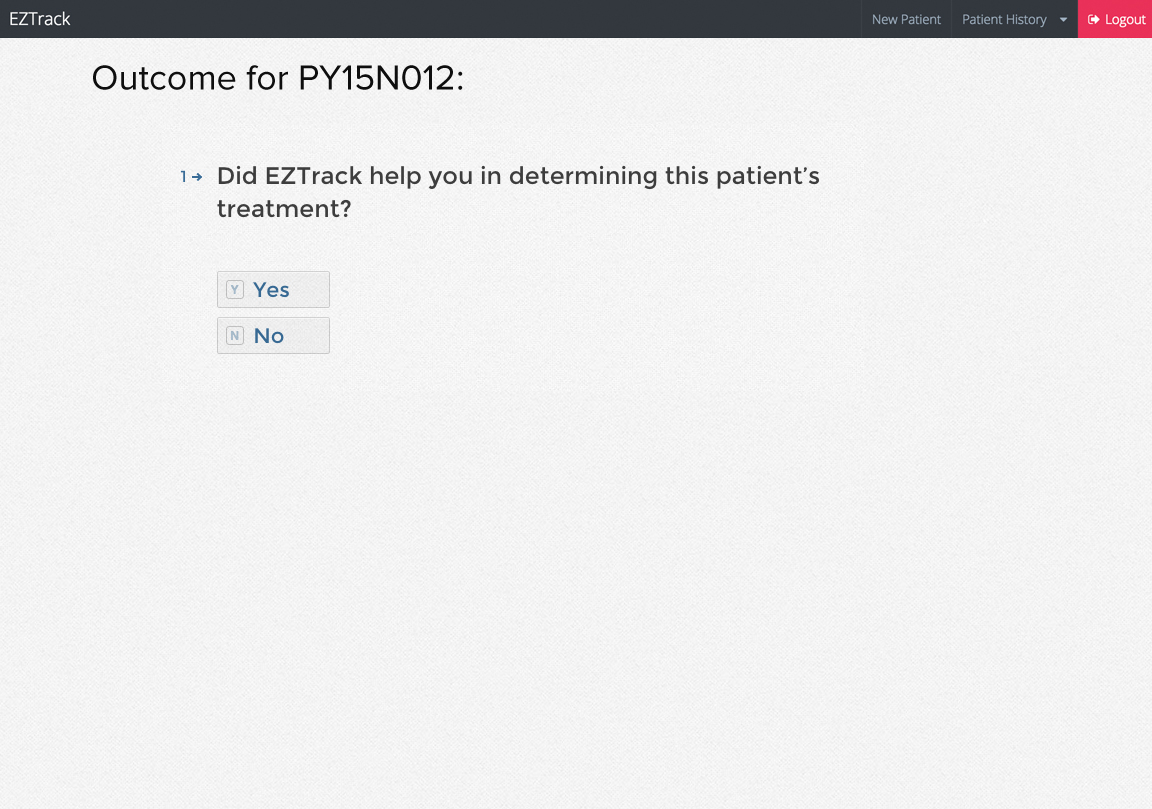 EZTrack
New Patient
Patient History
Logout
Outcome for PY15N012:
1
Did EZTrack help you in determining this patient’s
treatment?
Y Yes
N No